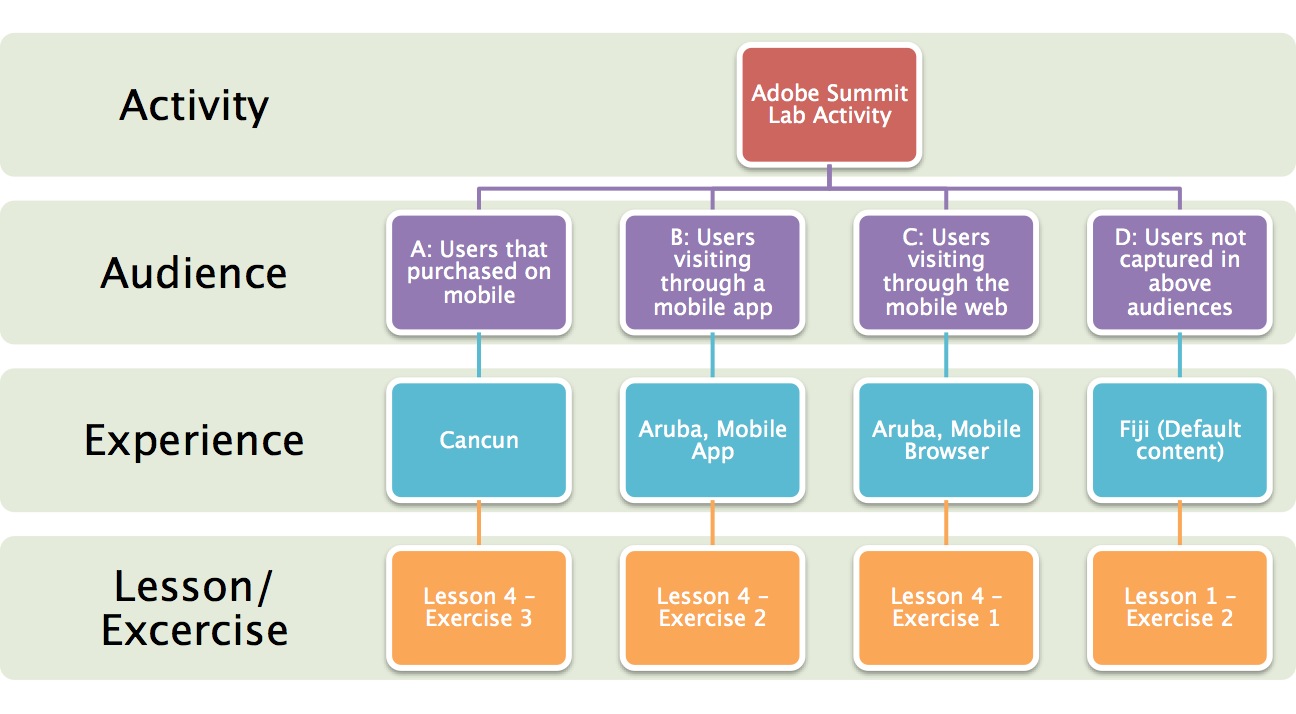 Activity
Adobe Summit
Lab Activity
Audience
A: Users that
purchased on
mobile
B: Users
visiting
through a
mobile app
C: Users
visiting
through the
mobile web
D: Users not
captured in
above
audiences
Experience
Cancun
Aruba, Mobile
App
Aruba, Mobile
Browser
Fiji (Default
content)
Lesson/
Excercise
Lesson 4 –
Exercise 3
Lesson 4 –
Exercise 2
Lesson 4 –
Exercise 1
Lesson 1 –
Exercise 2